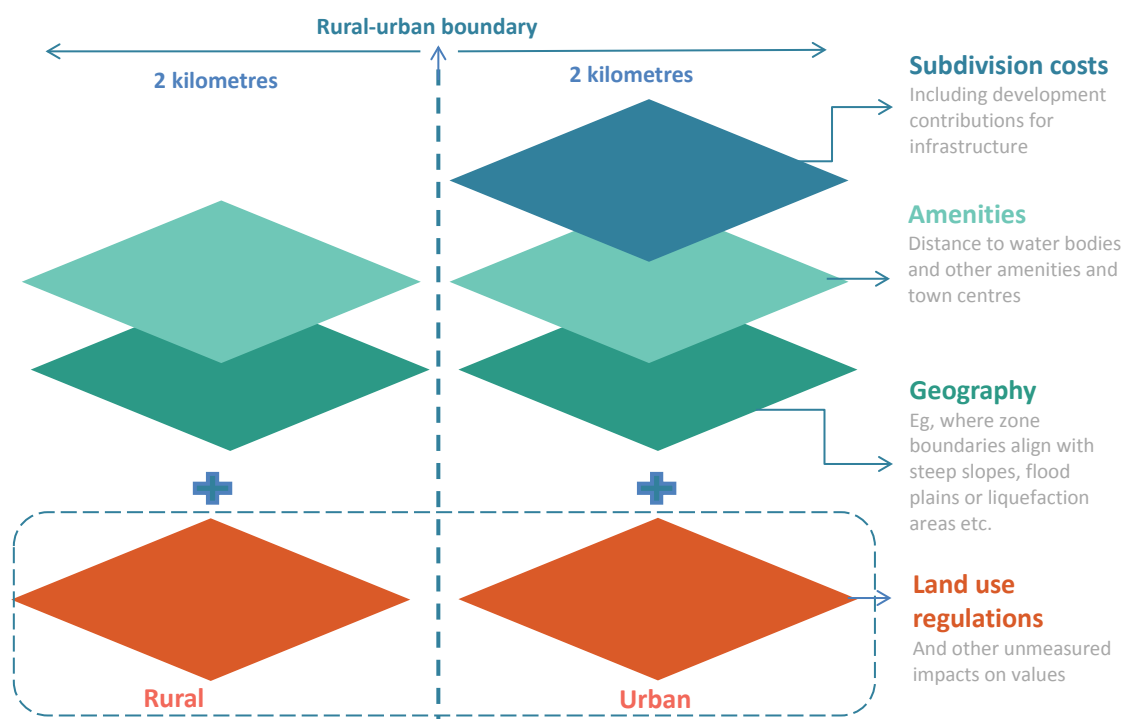 Rural-urban boundary
2 kilometres
2 kilometres
Subdivision costs
Including development
contributions for
infrastructure
Amenities
Distance to water bodies
and other amenities and
town centres
Geography
Eg, where zone
boundaries align with
steep slopes, flood
plains or liquefaction
areas etc.
Land use
regulations
And other unmeasured
impacts on values
Rural
Urban